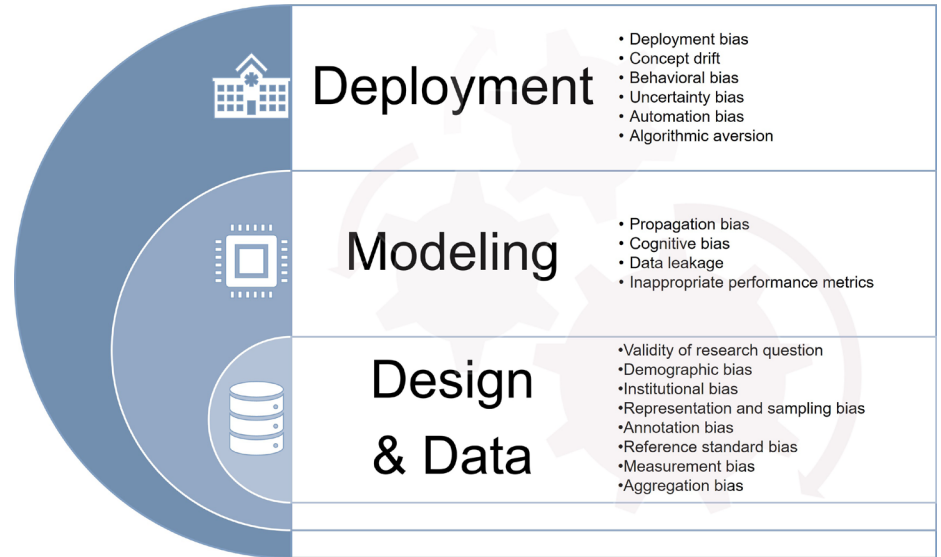 Deployment
• Deployment bias
• Concept drift
• Behavioral bias
• Uncertainty bias
• Automation bias
• Algorithmic aversion
Modeling
• Propagation bias
• Cognitive bias
• Data leakage
• Inappropriate performance metrics
Design
& Data
•Validity of research question
•Demographic bias
•Institutional bias
•Representation and sampling bias
•Annotation bias
•Reference standard bias
•Measurement bias
•Aggregation bias